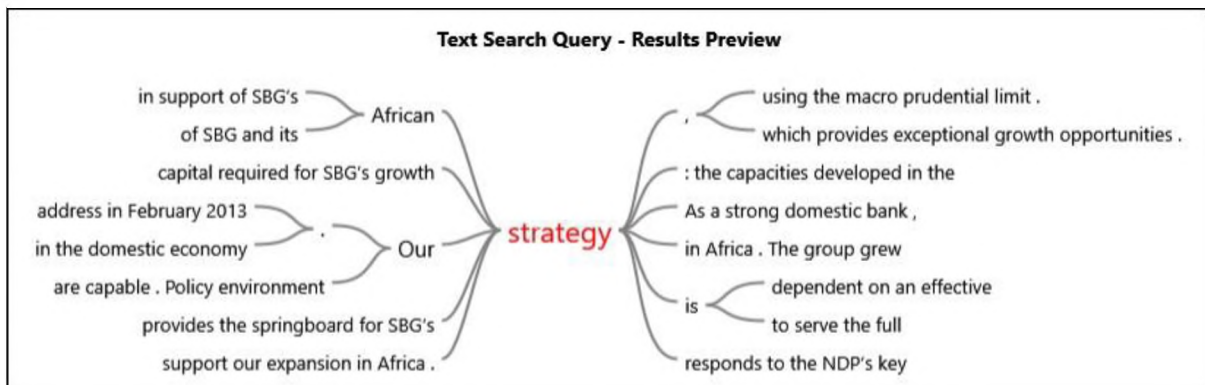 Text Search Query - Results Preview
in support of SBG's
of SBG and its
African
capital required for SBG's growth
address in February 2013
in the domestic economy
.
are capable . Policy environment
Our
provides the springboard for SBG's
support our expansion in Africa .
strategy
,
using the macro prudential limit .
which provides exceptional growth opportunities .
: the capacities developed in the
As a strong domestic bank ,
in Africa . The group grew
is
dependent on an effective
to serve the full
responds to the NDP's key